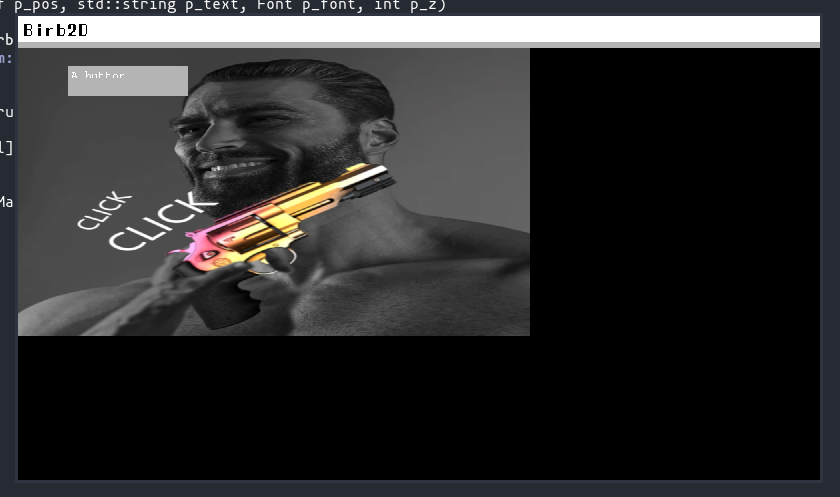 f p_pos, std::string p_text, Font p_font, int p_z)
Birb2D
rb
m:
A button
ru
l]
CLICK
CLICK
Ma